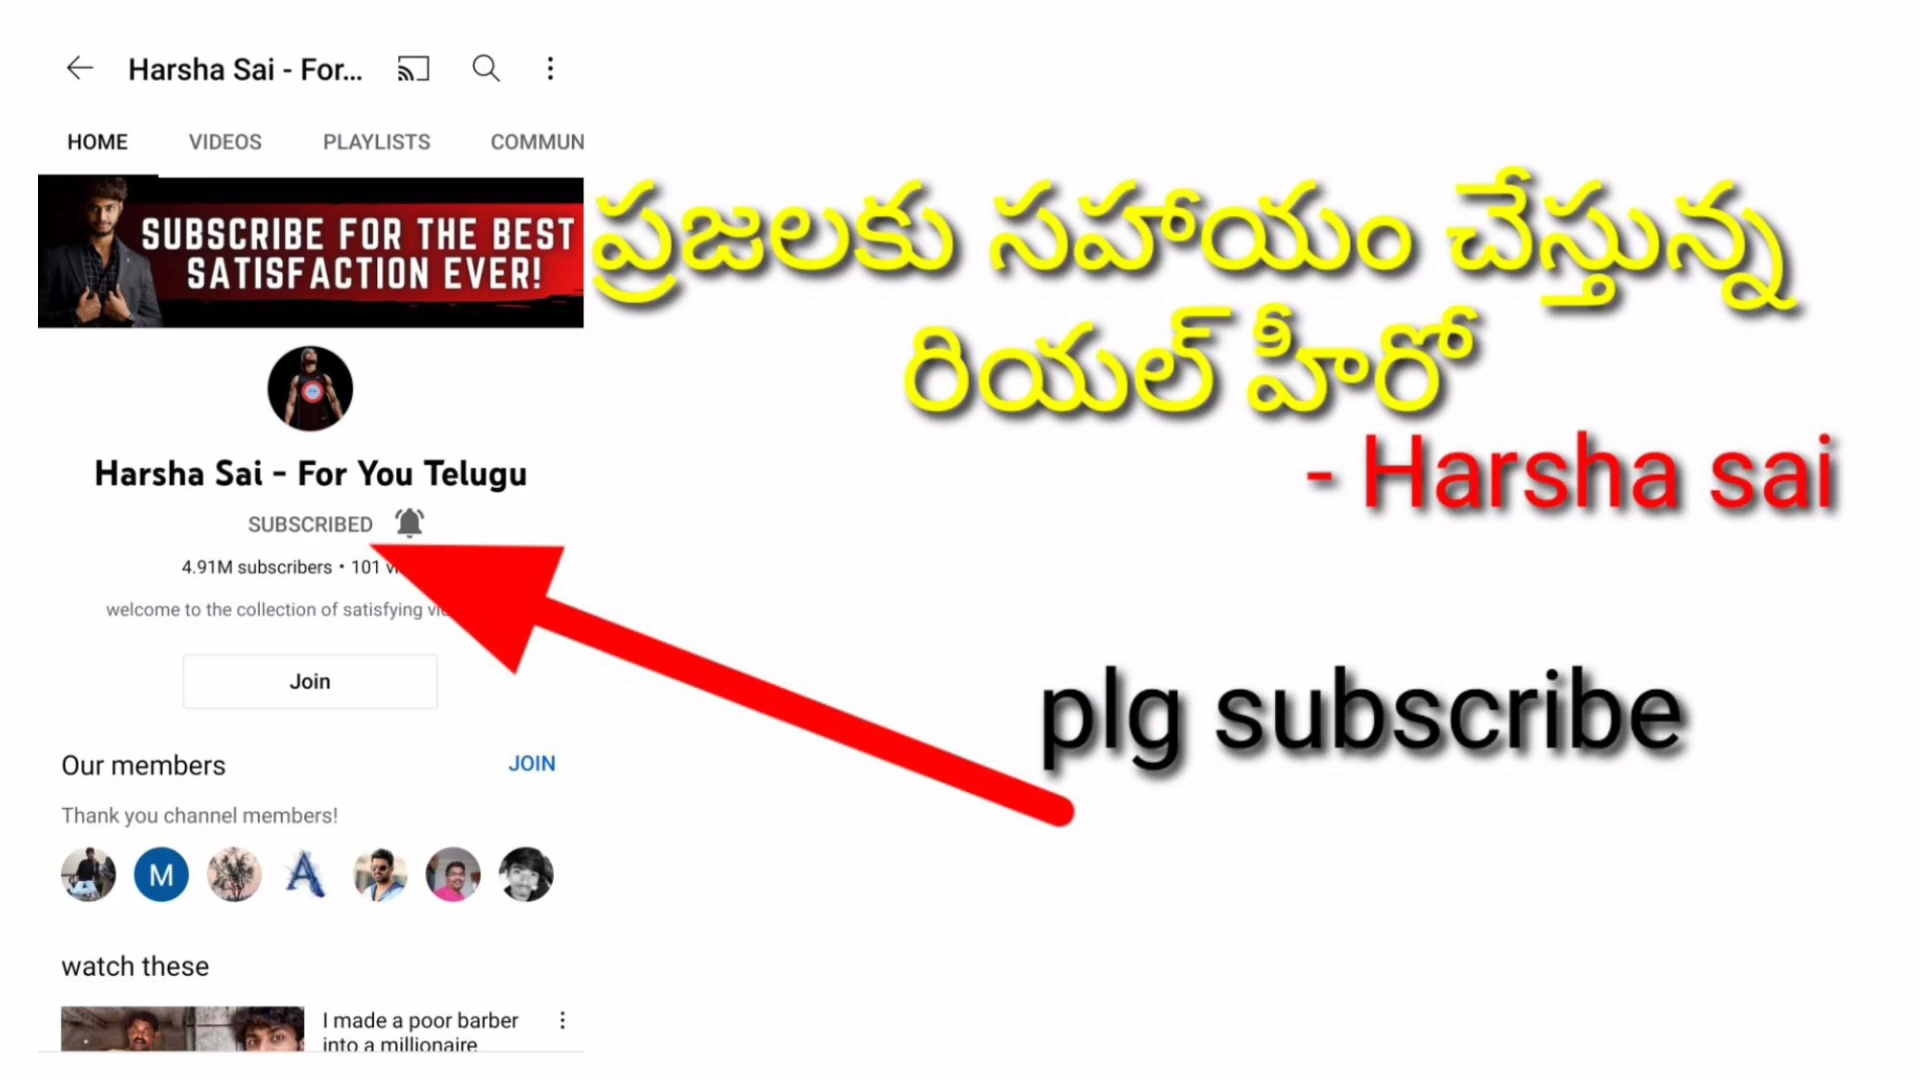 Harsha Sai - For...
HOME VIDEOS PLAYLISTS COMMUN
SUBSCRIBE FOR THE BEST
SATISFACTION EVER!
Harsha Sai - For You Telugu
SUBSCRIBED
4.91M subscribers • 101
welcome to the collection of satisfying
Join
Our members JOIN
Thank you channel members!
M
A
watch these
I made a poor barber
into a millionaire
ప్రజలకు సహాయం చేస్తున్న
రియల్ హీరో
- Harsha sai
plg subscribe